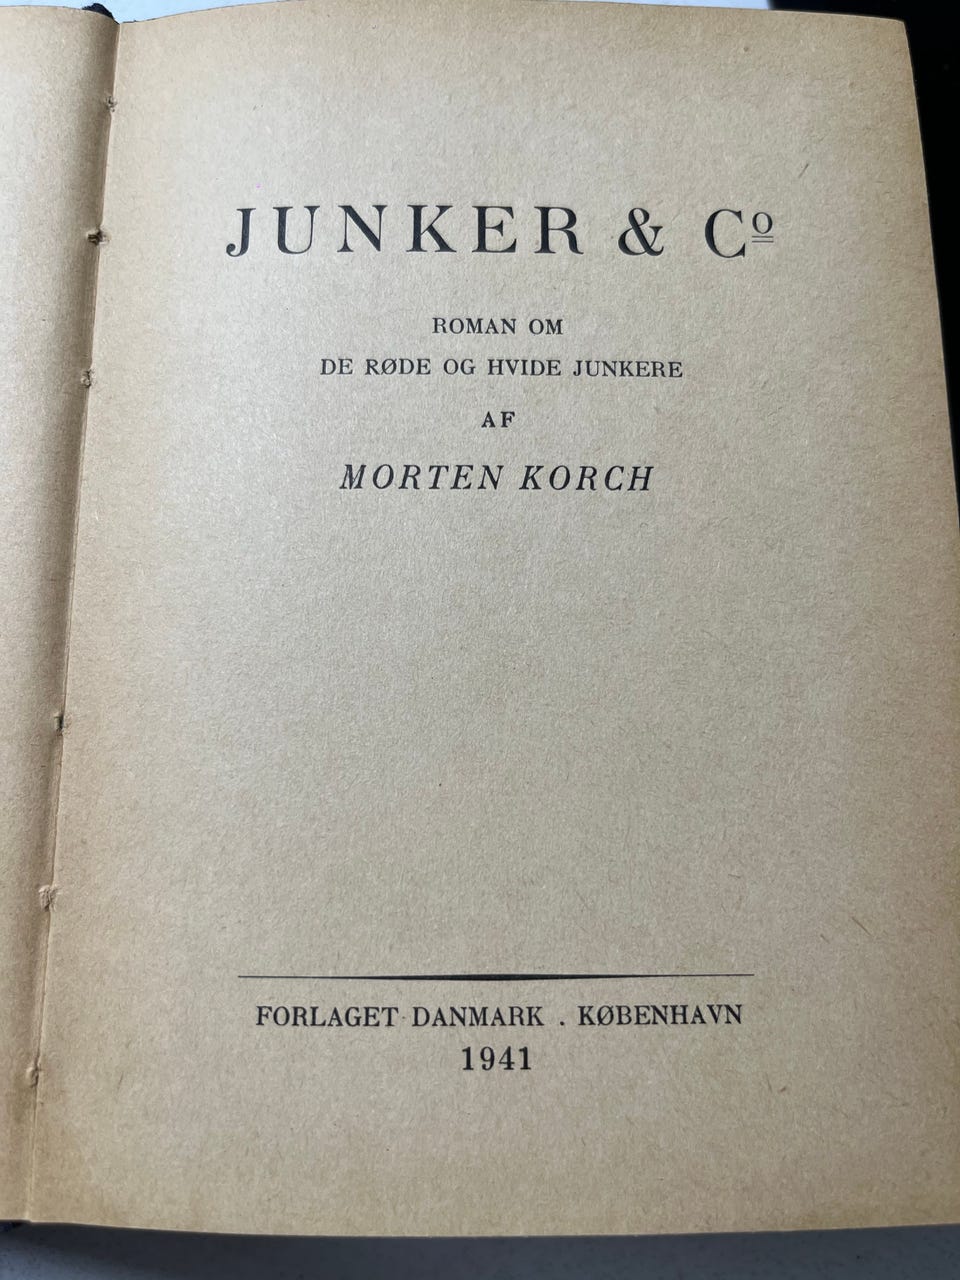 JUNKER & Cº
ROMAN OM
DE RØDE OG HVIDE JUNKERE
AF
MORTEN KORCH
FORLAGET DANMARK . KØBENHAVN
1941